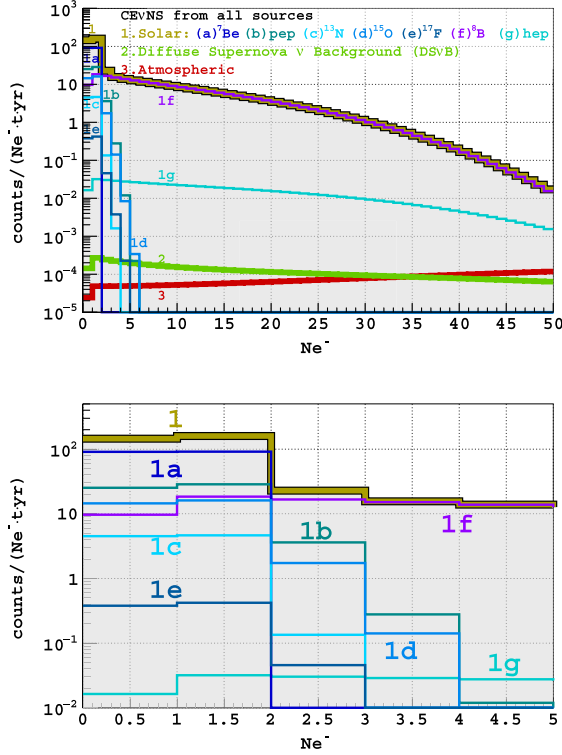 CEνNS from all sources
1.Solar: (a)⁷Be (b)pep (c)¹³N (d)¹⁵O (e)¹⁷F (f)⁸B (g)hep
2.Diffuse Supernova ν Background (DSνB)
3.Atmospheric
counts/(Ne⁻·t·yr)
10³
10²
10
1
10⁻¹
10⁻²
10⁻³
10⁻⁴
10⁻⁵
1
1a
1c
1b
1e
1f
1g
1d
2
3
0 5 10 15 20 25 30 35 40 45 50
Ne⁻
counts/(Ne⁻·t·yr)
10²
10
1
10⁻¹
10⁻²
1
1a
1b
1f
1c
1e
1d
1g
0 0.5 1 1.5 2 2.5 3 3.5 4 4.5 5
Ne⁻